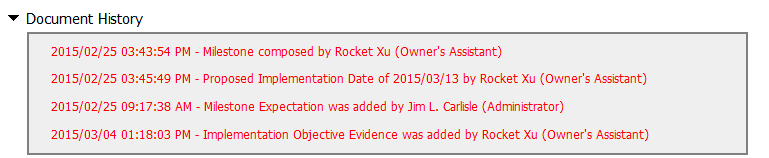 Document History
2015/02/25 03:43:54 PM - Milestone composed by Rocket Xu (Owner's Assistant)
2015/02/25 03:45:49 PM - Proposed Implementation Date of 2015/03/13 by Rocket Xu (Owner's Assistant)
2015/02/25 09:17:38 AM - Milestone Expectation was added by Jim L. Carlisle (Administrator)
2015/03/04 01:18:03 PM - Implementation Objective Evidence was added by Rocket Xu (Owner's Assistant)